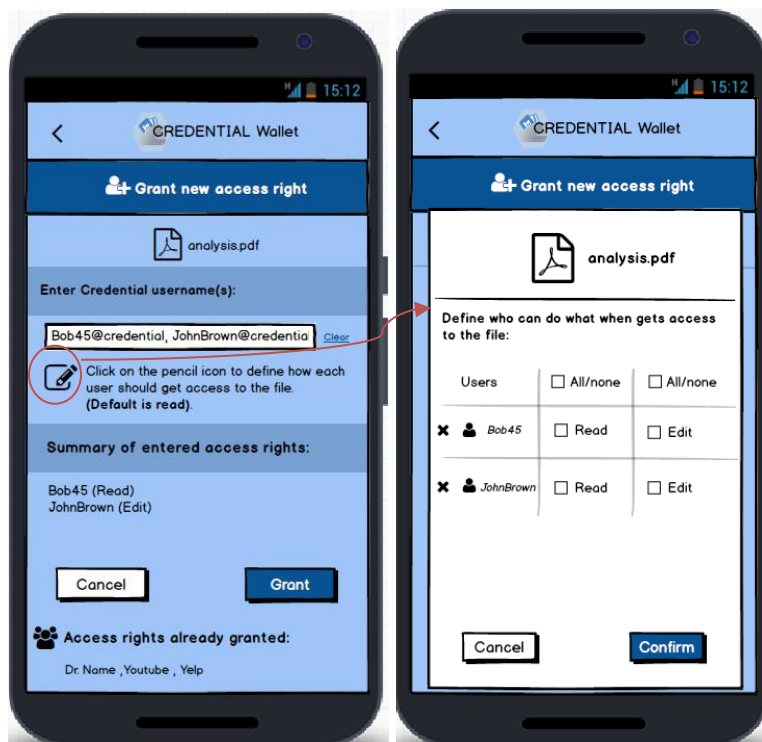 H 15:12
CREDENTIAL Wallet
Grant new access right
analysis.pdf
Enter Credential username(s):
Bob45@credential, JohnBrown@credential Clear
Click on the pencil icon to define how each
user should get access to the file.
(Default is read).
Summary of entered access rights:
Bob45 (Read)
JohnBrown (Edit)
Cancel Grant
Access rights already granted:
Dr. Name ,Youtube , Yelp
H 15:12
CREDENTIAL Wallet
Grant new access right
analysis.pdf
Define who can do what when gets access
to the file:
Users All/none All/none
Bob45 Read Edit
JohnBrown Read Edit
Cancel Confirm